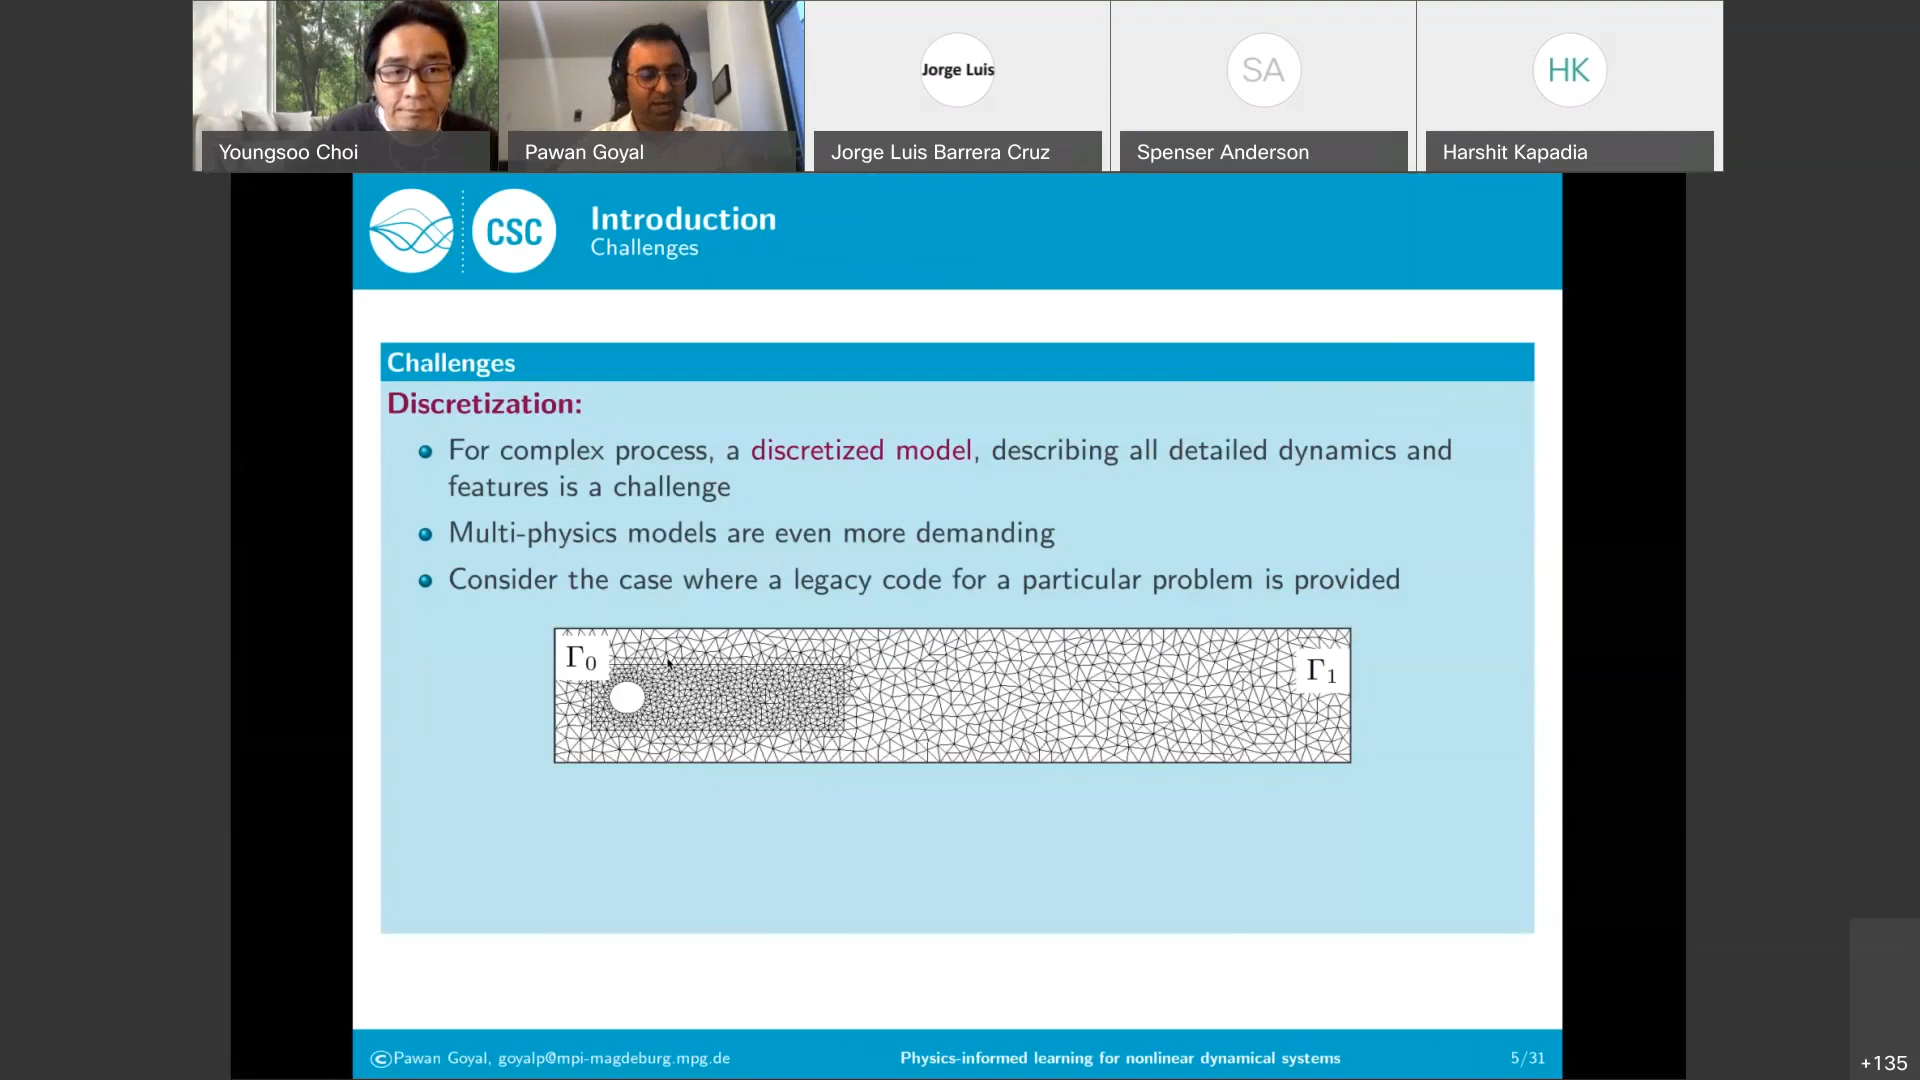 Jorge Luis
SA
HK
Youngsoo Choi
Pawan Goyal
Jorge Luis Barrera Cruz
Spenser Anderson
Harshit Kapadia
CSC
Introduction
Challenges
Challenges
Discretization:
For complex process, a discretized model, describing all detailed dynamics and
features is a challenge
Multi-physics models are even more demanding
Consider the case where a legacy code for a particular problem is provided
Γ0
Γ1
©Pawan Goyal, goyalp@mpi-magdeburg.mpg.de
Physics-informed learning for nonlinear dynamical systems
5/31
+135